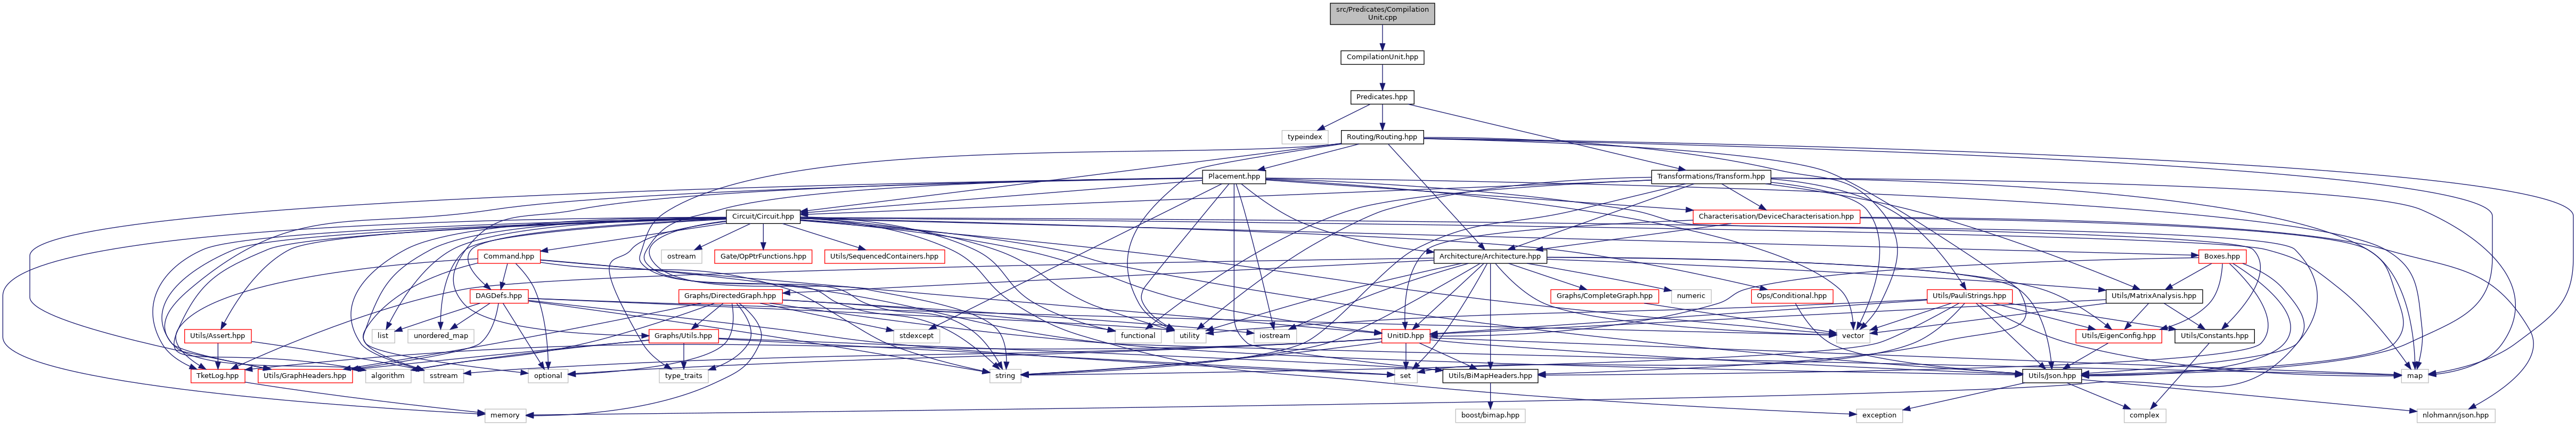 src/Predicates/Compilation
Unit.cpp
CompilationUnit.hpp
Predicates.hpp
typeindex
Routing/Routing.hpp
Placement.hpp
Transformations/Transform.hpp
Circuit/Circuit.hpp
Characterisation/DeviceCharacterisation.hpp
Command.hpp
ostream
Gate/OpPtrFunctions.hpp
Utils/SequencedContainers.hpp
Architecture/Architecture.hpp
Boxes.hpp
DAGDefs.hpp
Graphs/DirectedGraph.hpp
Graphs/CompleteGraph.hpp
numeric
Ops/Conditional.hpp
Utils/PauliStrings.hpp
Utils/MatrixAnalysis.hpp
Utils/Assert.hpp
list
unordered_map
Graphs/Utils.hpp
stdexcept
functional
utility
iostream
UnitID.hpp
vector
Utils/EigenConfig.hpp
Utils/Constants.hpp
TketLog.hpp
Utils/GraphHeaders.hpp
algorithm
sstream
optional
type_traits
string
set
Utils/BiMapHeaders.hpp
Utils/Json.hpp
map
memory
boost/bimap.hpp
exception
complex
nlohmann/json.hpp